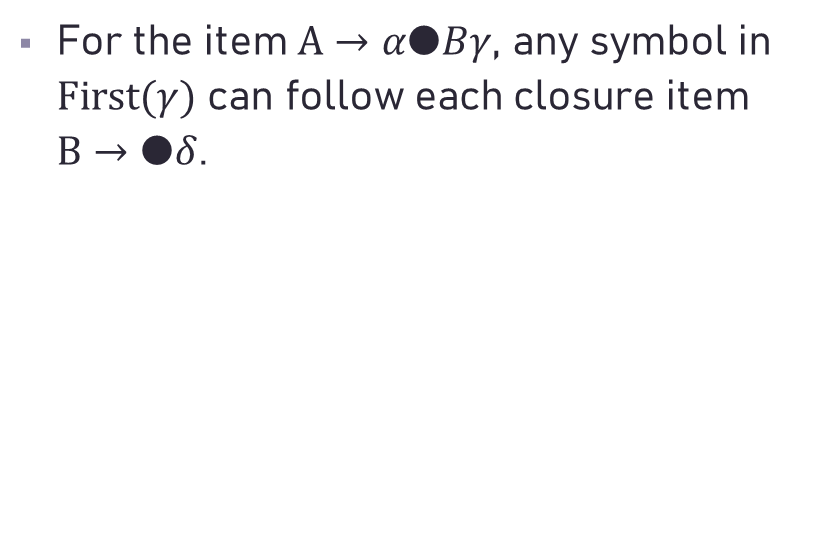 ▪ For the item A → α●Bγ, any symbol in
First(γ) can follow each closure item
B → ●δ.